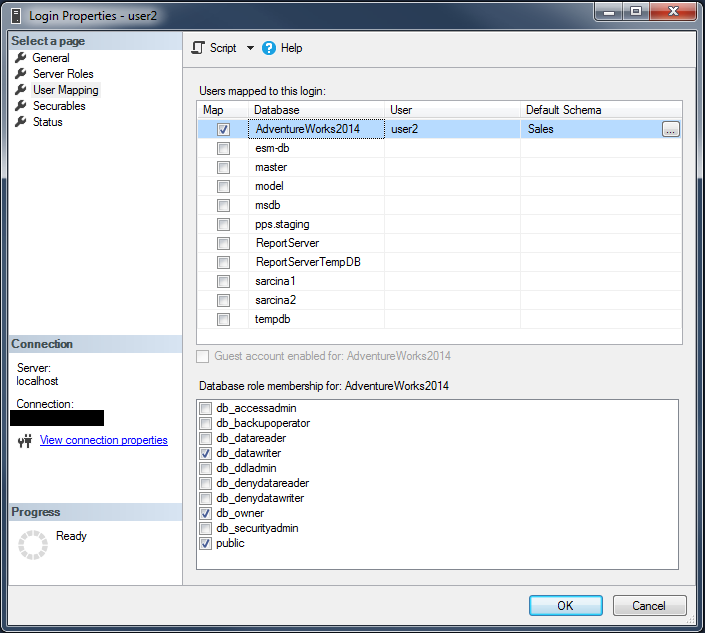 Login Properties - user2
Select a page
General
Server Roles
User Mapping
Securables
Status
Connection
Server:
localhost
Connection:
View connection properties
Progress
Ready
Script
Help
Users mapped to this login:
Map Database User Default Schema
AdventureWorks2014 user2 Sales ...
esm-db
master
model
msdb
pps.staging
ReportServer
ReportServerTempDB
sarcina1
sarcina2
tempdb
Guest account enabled for: AdventureWorks2014
Database role membership for: AdventureWorks2014
db_accessadmin
db_backupoperator
db_datareader
db_datawriter
db_ddladmin
db_denydatareader
db_denydatawriter
db_owner
db_securityadmin
public
OK Cancel